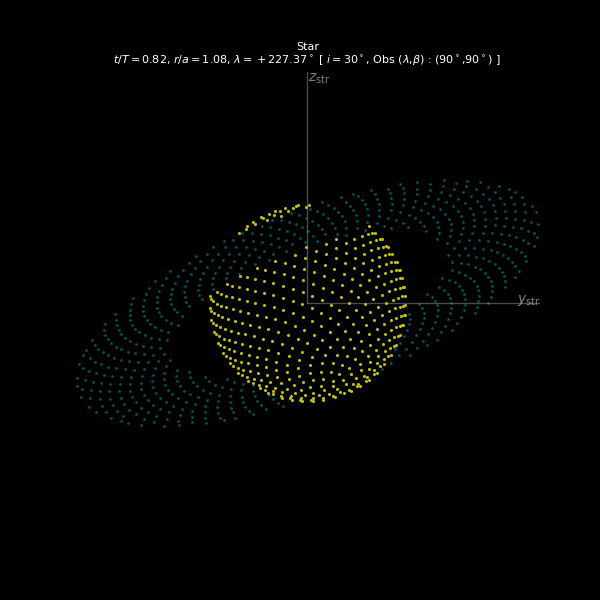 Star
t/T = 0.82, r/a = 1.08, λ = +227.37° [ i = 30°, Obs (λ,β) : (90°,90°) ]
z_str
y_str